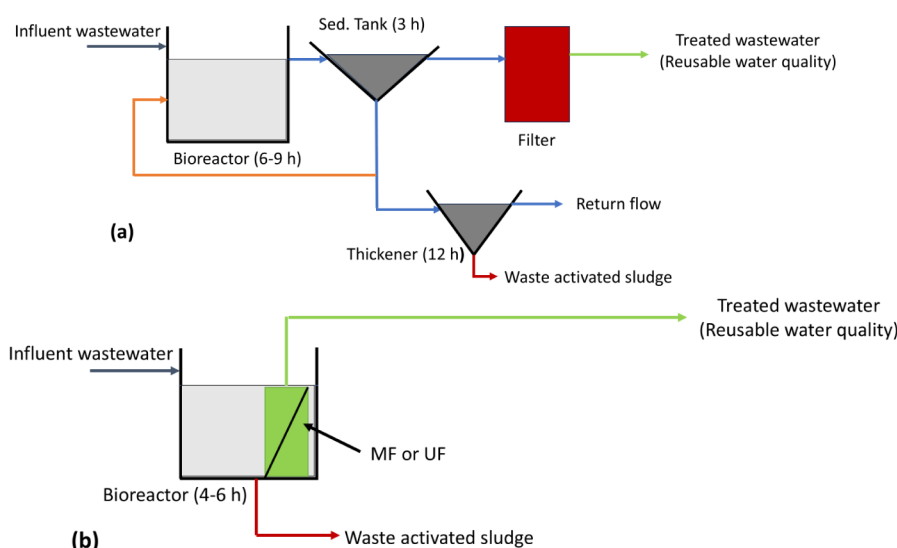 Influent wastewater
Sed. Tank (3 h)
Treated wastewater
(Reusable water quality)
Filter
Bioreactor (6-9 h)
Return flow
(a)
Thickener (12 h)
Waste activated sludge
Treated wastewater
(Reusable water quality)
Influent wastewater
MF or UF
Bioreactor (4-6 h)
Waste activated sludge
(b)